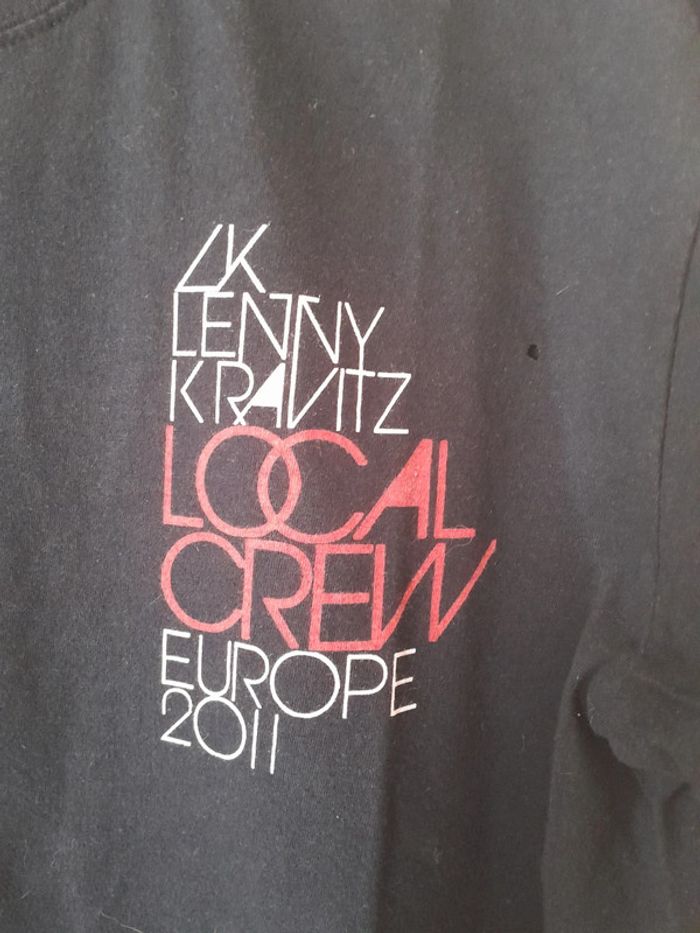 LK
LENNY
KRAVITZ
LOCAL
CREW
EUROPE
2011